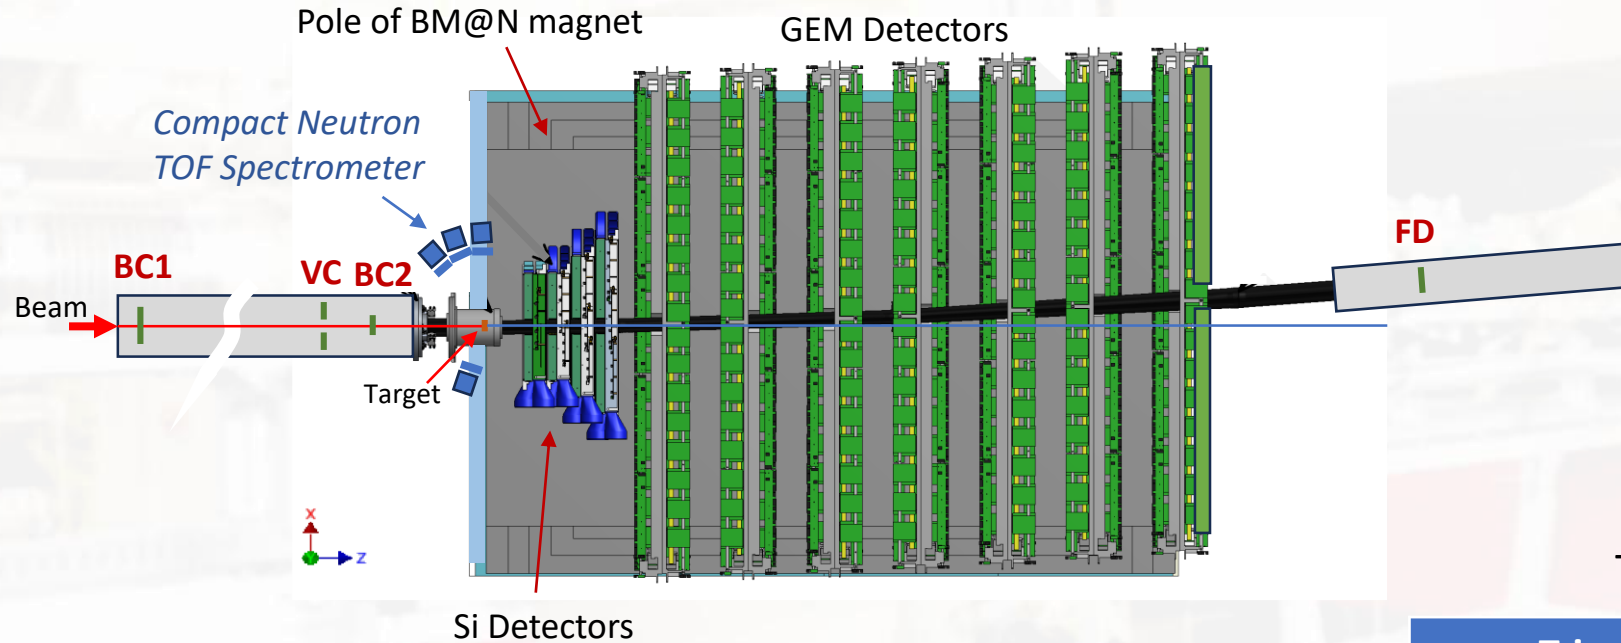 Pole of BM@N magnet
GEM Detectors
Compact Neutron
TOF Spectrometer
FD
BC1
VC
BC2
Beam
Target
x
z
Si Detectors